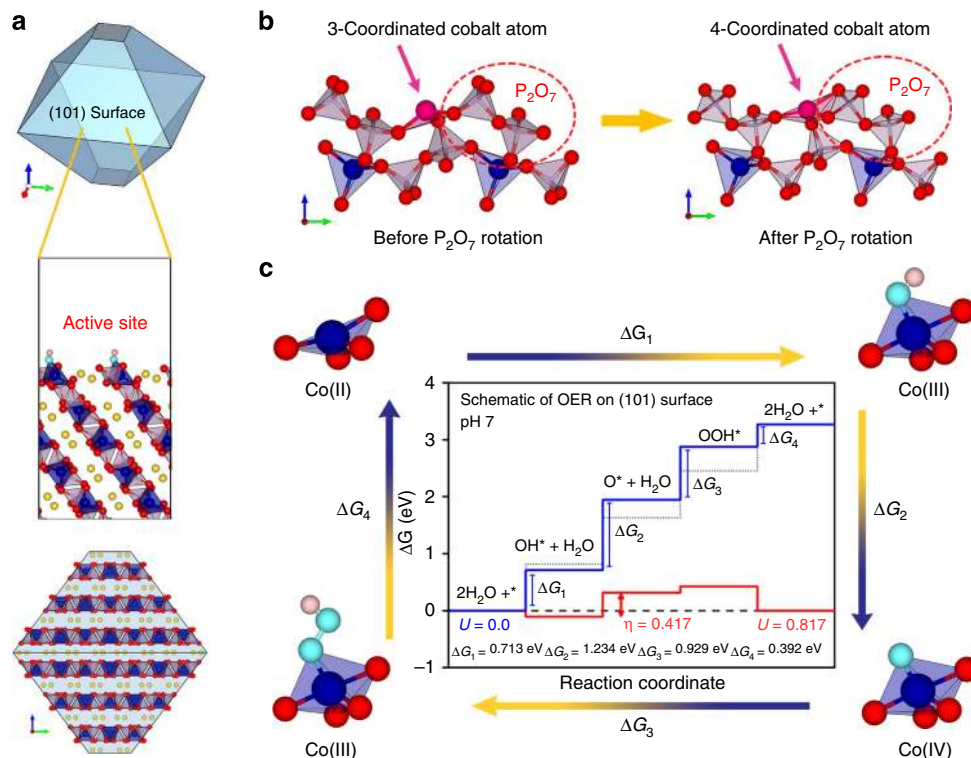 a
(101) Surface
Active site
b
3-Coordinated cobalt atom
4-Coordinated cobalt atom
P₂O₇
P₂O₇
Before P₂O₇ rotation
After P₂O₇ rotation
c
ΔG₁
Co(II)
Co(III)
ΔG₄
ΔG₂
4
3
2
1
0
−1
ΔG (eV)
Schematic of OER on (101) surface
pH 7
2H₂O +*
OOH*
ΔG₄
ΔG₃
O* + H₂O
ΔG₂
OH* + H₂O
ΔG₁
2H₂O +*
U = 0.0
η = 0.417
U = 0.817
ΔG₁ = 0.713 eV ΔG₂ = 1.234 eV ΔG₃ = 0.929 eV ΔG₄ = 0.392 eV
Reaction coordinate
ΔG₃
Co(III)
Co(IV)